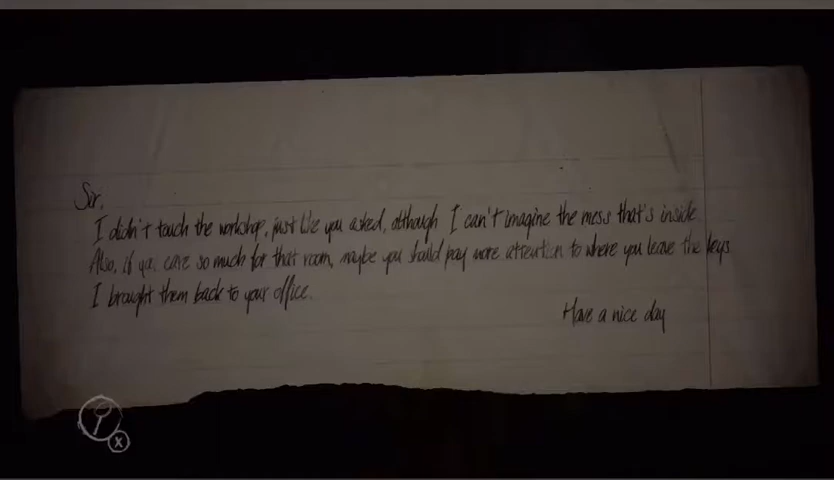 Sir,
I didn't touch the workshop, just like you asked, although I can't imagine the mess that's inside.
Also, if ya care so much for that room, maybe you should pay more attention to where you leave the keys
I brought them back to your office.
Have a nice day
X